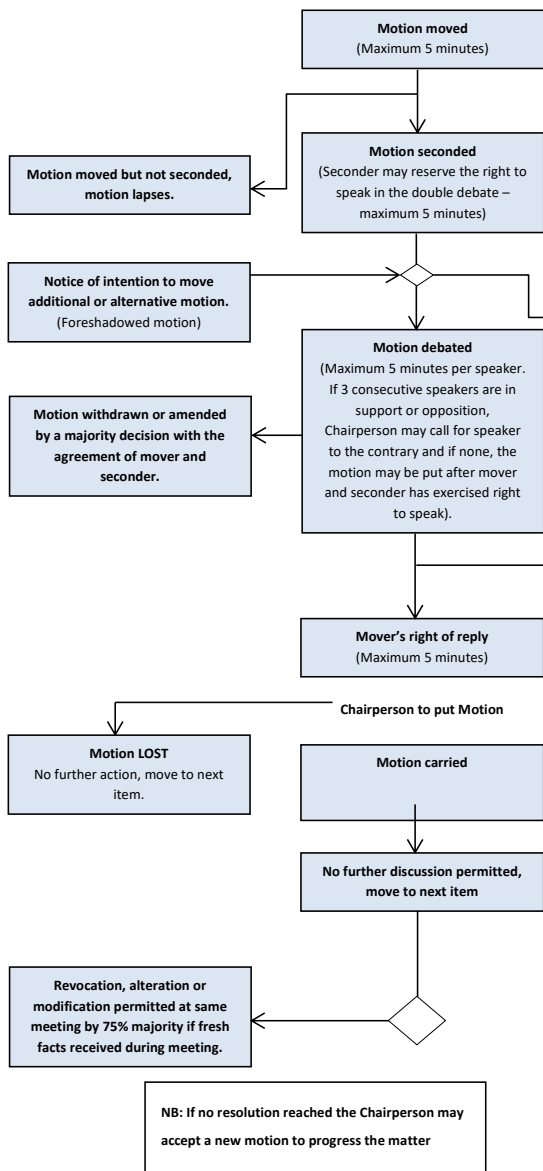 Motion moved
(Maximum 5 minutes)
Motion seconded
(Seconder may reserve the right to
speak in the double debate –
maximum 5 minutes)
Motion moved but not seconded,
motion lapses.
Notice of intention to move
additional or alternative motion.
(Foreshadowed motion)
Motion debated
(Maximum 5 minutes per speaker.
If 3 consecutive speakers are in
support or opposition,
Chairperson may call for speaker
to the contrary and if none, the
motion may be put after mover
and seconder has exercised right
to speak).
Motion withdrawn or amended
by a majority decision with the
agreement of mover and
seconder.
Mover’s right of reply
(Maximum 5 minutes)
Chairperson to put Motion
Motion LOST
No further action, move to next
item.
Motion carried
No further discussion permitted,
move to next item
Revocation, alteration or
modification permitted at same
meeting by 75% majority if fresh
facts received during meeting.
NB: If no resolution reached the Chairperson may
accept a new motion to progress the matter